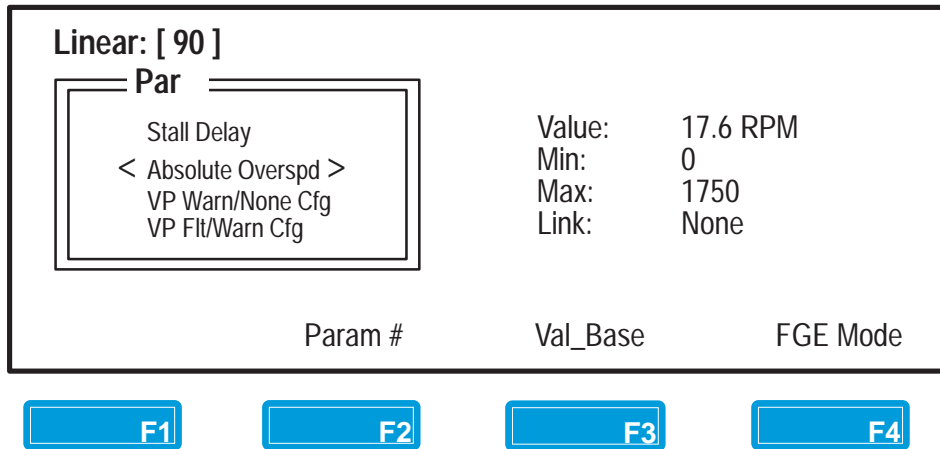 Linear: [ 90 ]
Par
Stall Delay
< Absolute Overspd >
VP Warn/None Cfg
VP Flt/Warn Cfg
Value: 17.6 RPM
Min: 0
Max: 1750
Link: None
Param # Val_Base FGE Mode
F1 F2 F3 F4